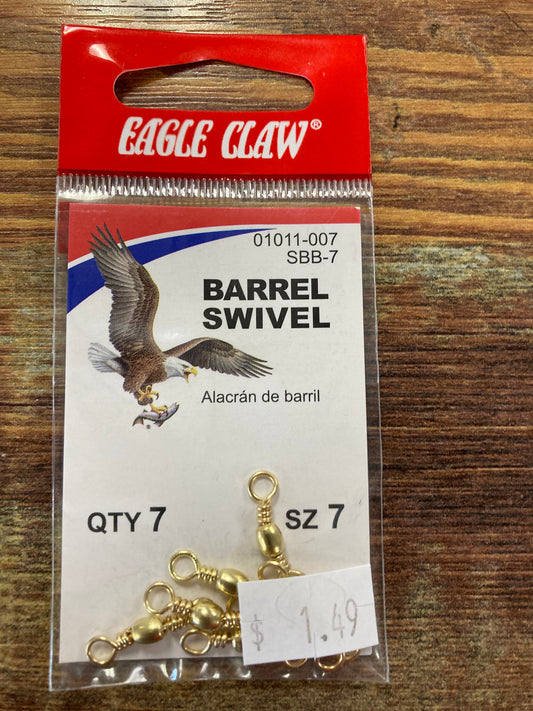 EAGLE CLAW®
01011-007
SBB-7
BARREL
SWIVEL
Alacrán de barril
QTY 7
SZ 7
$ 1.49